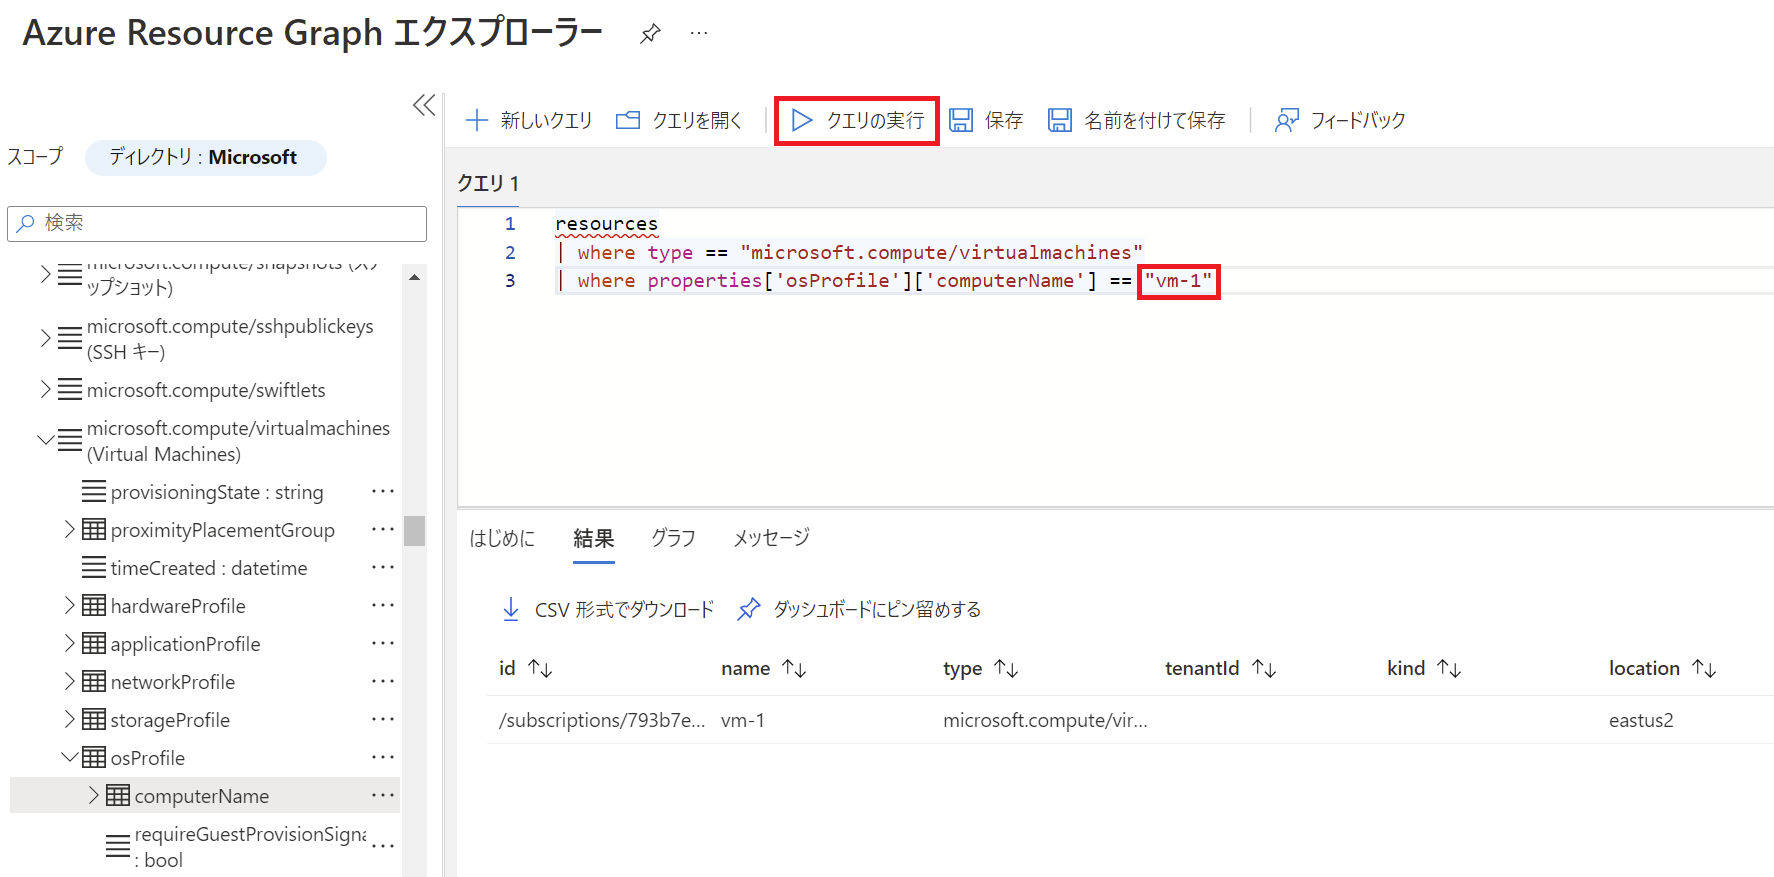 Azure Resource Graph エクスプローラー
…
スコープ
ディレクトリ : Microsoft
検索
microsoft.compute/snapshots (スナ
ップショット)
microsoft.compute/sshpublickeys
(SSH キー)
microsoft.compute/swiftlets
microsoft.compute/virtualmachines
(Virtual Machines)
provisioningState : string
proximityPlacementGroup
timeCreated : datetime
hardwareProfile
applicationProfile
networkProfile
storageProfile
osProfile
computerName
requireGuestProvisionSigna
: bool
新しいクエリ クエリを開く クエリの実行 保存 名前を付けて保存 フィードバック
クエリ 1
1 resources
2 | where type == "microsoft.compute/virtualmachines"
3 | where properties['osProfile']['computerName'] == "vm-1"
はじめに 結果 グラフ メッセージ
CSV 形式でダウンロード ダッシュボードにピン留めする
id name type tenantId kind location
/subscriptions/793b7e... vm-1 microsoft.compute/vir... eastus2